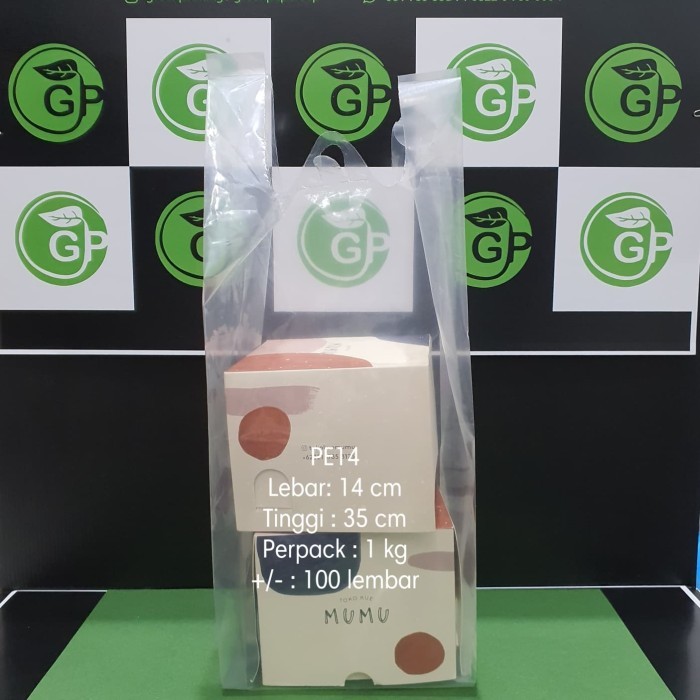 GP
GP
GP
GP
GP
GP
GP
GP
GP
PE14
Lebar: 14 cm
Tinggi : 35 cm
Perpack : 1 kg
+/- : 100 lembar
MUMU